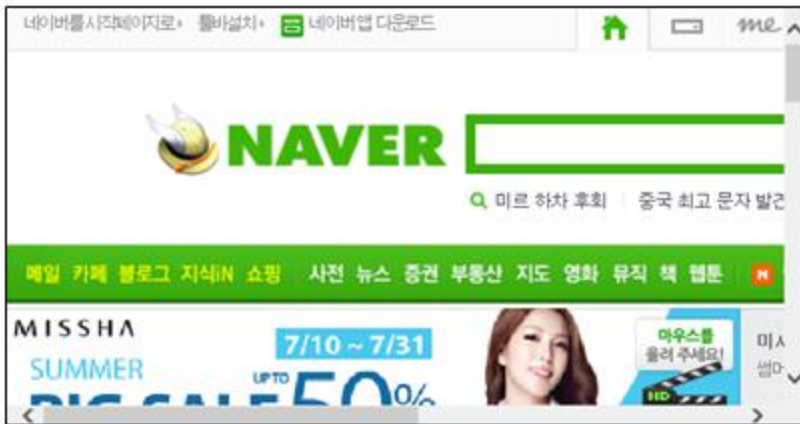 네이버를 시작페이지로 툴바설치 네이버 앱 다운로드 me
NAVER
미르 하차 후회 중국 최고 문자 발견
메일 카페 블로그 지식iN 쇼핑 사전 뉴스 증권 부동산 지도 영화 뮤직 책 웹툰 N
MISSHA
7/10 ~ 7/31
마우스를
올려 주세요!
SUMMER
UP TO 50%
BIG SALE
HD